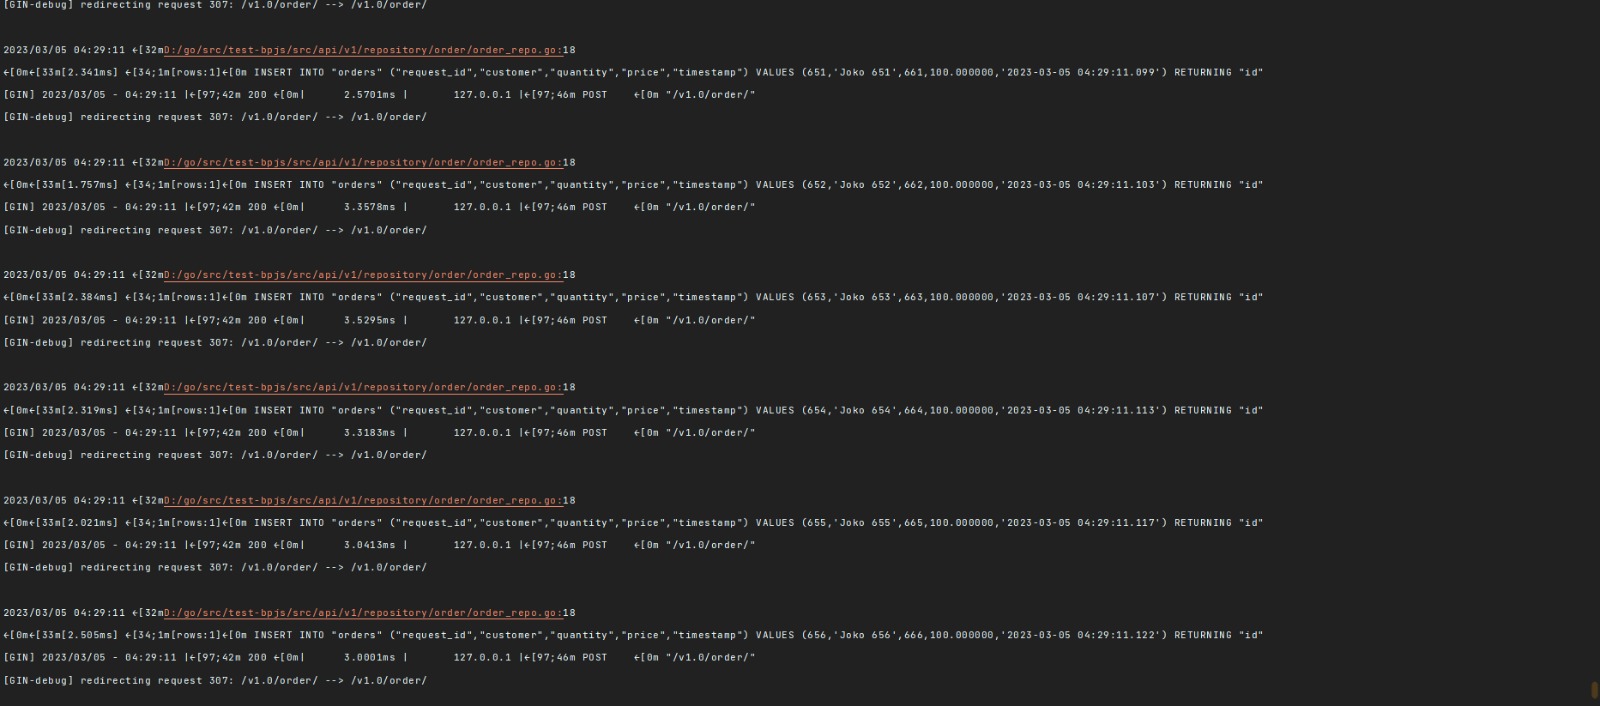 [GIN-debug] redirecting request 307: /v1.0/order/ --> /v1.0/order/
2023/03/05 04:29:11 ←[32mD:/go/src/test-bpjs/src/api/v1/repository/order/order_repo.go:18
←[0m←[33m[2.341ms] ←[34;1m[rows:1]←[0m INSERT INTO "orders" ("request_id","customer","quantity","price","timestamp") VALUES (651,'Joko 651',661,100.000000,'2023-03-05 04:29:11.099') RETURNING "id"
[GIN] 2023/03/05 - 04:29:11 |←[97;42m 200 ←[0m|      2.5701ms |       127.0.0.1 |←[97;46m POST    ←[0m "/v1.0/order/"
[GIN-debug] redirecting request 307: /v1.0/order/ --> /v1.0/order/
2023/03/05 04:29:11 ←[32mD:/go/src/test-bpjs/src/api/v1/repository/order/order_repo.go:18
←[0m←[33m[1.757ms] ←[34;1m[rows:1]←[0m INSERT INTO "orders" ("request_id","customer","quantity","price","timestamp") VALUES (652,'Joko 652',662,100.000000,'2023-03-05 04:29:11.103') RETURNING "id"
[GIN] 2023/03/05 - 04:29:11 |←[97;42m 200 ←[0m|      3.3578ms |       127.0.0.1 |←[97;46m POST    ←[0m "/v1.0/order/"
[GIN-debug] redirecting request 307: /v1.0/order/ --> /v1.0/order/
2023/03/05 04:29:11 ←[32mD:/go/src/test-bpjs/src/api/v1/repository/order/order_repo.go:18
←[0m←[33m[2.384ms] ←[34;1m[rows:1]←[0m INSERT INTO "orders" ("request_id","customer","quantity","price","timestamp") VALUES (653,'Joko 653',663,100.000000,'2023-03-05 04:29:11.107') RETURNING "id"
[GIN] 2023/03/05 - 04:29:11 |←[97;42m 200 ←[0m|      3.5295ms |       127.0.0.1 |←[97;46m POST    ←[0m "/v1.0/order/"
[GIN-debug] redirecting request 307: /v1.0/order/ --> /v1.0/order/
2023/03/05 04:29:11 ←[32mD:/go/src/test-bpjs/src/api/v1/repository/order/order_repo.go:18
←[0m←[33m[2.319ms] ←[34;1m[rows:1]←[0m INSERT INTO "orders" ("request_id","customer","quantity","price","timestamp") VALUES (654,'Joko 654',664,100.000000,'2023-03-05 04:29:11.113') RETURNING "id"
[GIN] 2023/03/05 - 04:29:11 |←[97;42m 200 ←[0m|      3.3183ms |       127.0.0.1 |←[97;46m POST    ←[0m "/v1.0/order/"
[GIN-debug] redirecting request 307: /v1.0/order/ --> /v1.0/order/
2023/03/05 04:29:11 ←[32mD:/go/src/test-bpjs/src/api/v1/repository/order/order_repo.go:18
←[0m←[33m[2.021ms] ←[34;1m[rows:1]←[0m INSERT INTO "orders" ("request_id","customer","quantity","price","timestamp") VALUES (655,'Joko 655',665,100.000000,'2023-03-05 04:29:11.117') RETURNING "id"
[GIN] 2023/03/05 - 04:29:11 |←[97;42m 200 ←[0m|      3.0413ms |       127.0.0.1 |←[97;46m POST    ←[0m "/v1.0/order/"
[GIN-debug] redirecting request 307: /v1.0/order/ --> /v1.0/order/
2023/03/05 04:29:11 ←[32mD:/go/src/test-bpjs/src/api/v1/repository/order/order_repo.go:18
←[0m←[33m[2.505ms] ←[34;1m[rows:1]←[0m INSERT INTO "orders" ("request_id","customer","quantity","price","timestamp") VALUES (656,'Joko 656',666,100.000000,'2023-03-05 04:29:11.122') RETURNING "id"
[GIN] 2023/03/05 - 04:29:11 |←[97;42m 200 ←[0m|      3.0001ms |       127.0.0.1 |←[97;46m POST    ←[0m "/v1.0/order/"
[GIN-debug] redirecting request 307: /v1.0/order/ --> /v1.0/order/